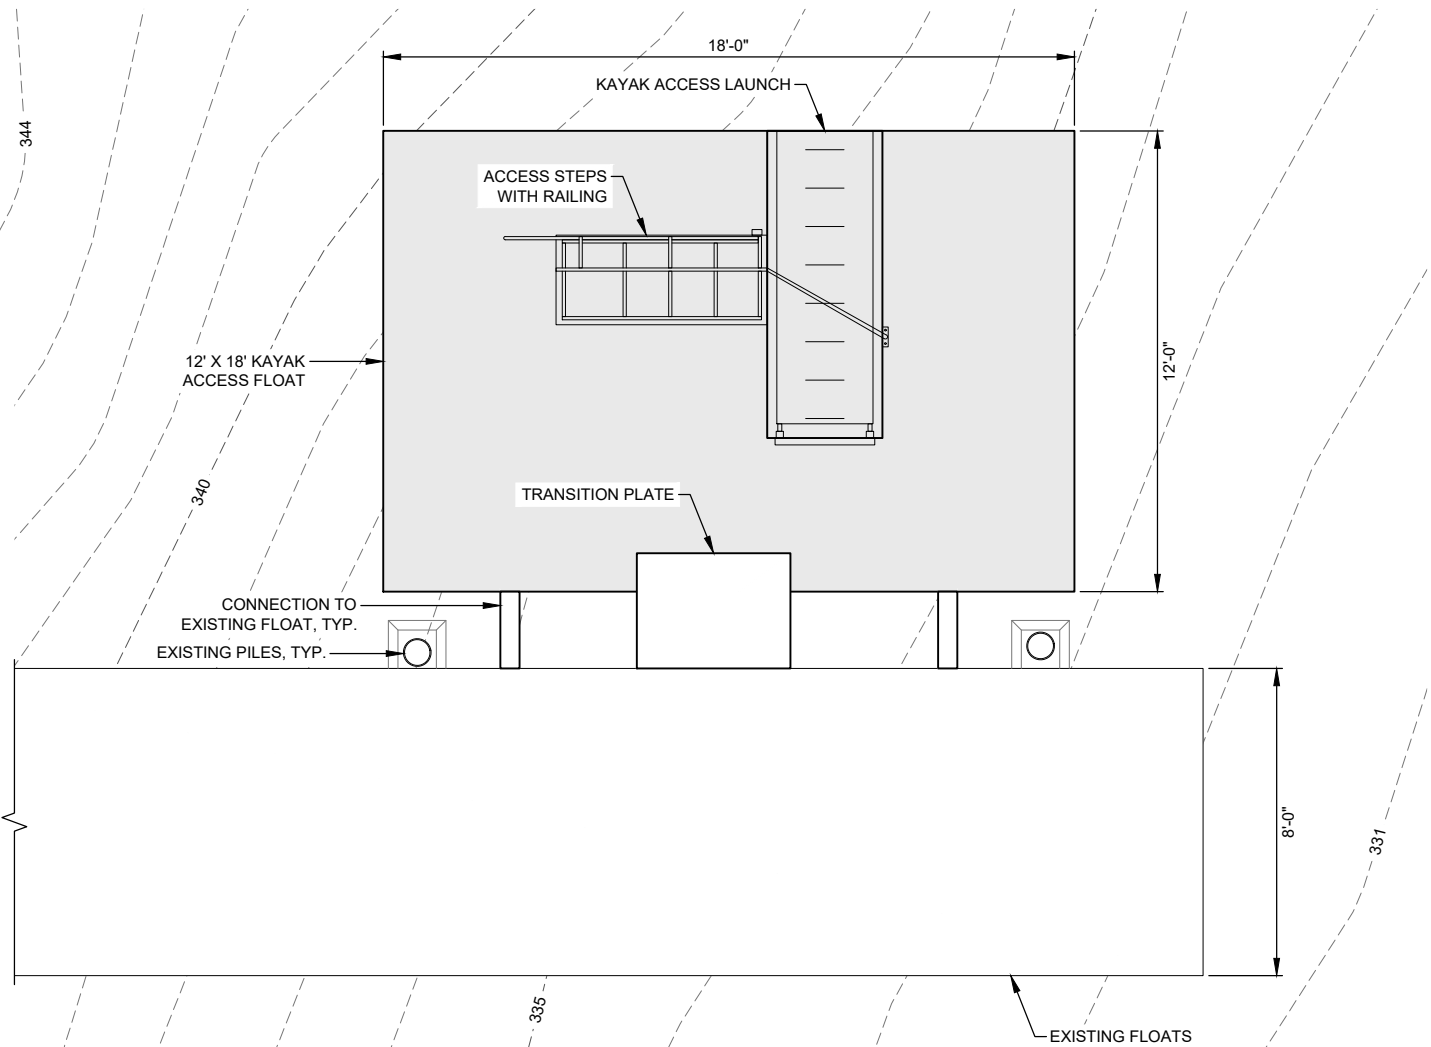 18'-0"
KAYAK ACCESS LAUNCH
344
ACCESS STEPS
WITH RAILING
12' X 18' KAYAK
ACCESS FLOAT
12'-0"
340
TRANSITION PLATE
CONNECTION TO
EXISTING FLOAT, TYP.
EXISTING PILES, TYP.
8'-0"
331
335
EXISTING FLOATS